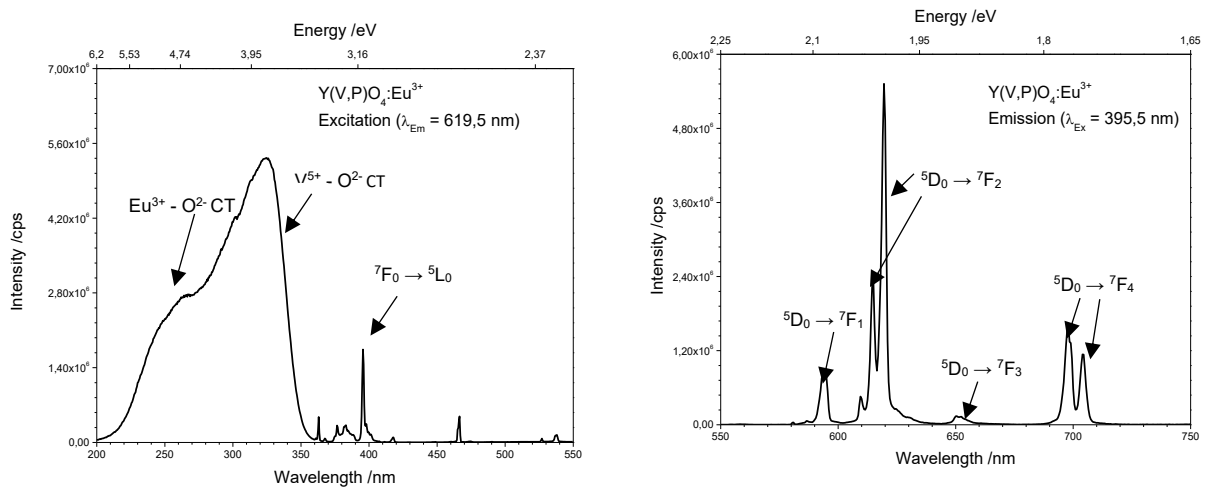 Energy /eV
6,2 5,53 4,74 3,95 3,16 2,37
7,00x10⁶
5,60x10⁶
4,20x10⁶
2,80x10⁶
1,40x10⁶
0,00
Intensity /cps
Y(V,P)O₄:Eu³⁺
Excitation (λEm = 619,5 nm)
V⁵⁺ - O²⁻ CT
Eu³⁺ - O²⁻ CT
⁷F₀ → ⁵L₀
200 250 300 350 400 450 500 550
Wavelength /nm
Energy /eV
2,25 2,1 1,95 1,8 1,65
6,00x10⁶
4,80x10⁶
3,60x10⁶
2,40x10⁶
1,20x10⁶
0,00
Intensity /cps
Y(V,P)O₄:Eu³⁺
Emission (λEx = 395,5 nm)
⁵D₀ → ⁷F₂
⁵D₀ → ⁷F₄
⁵D₀ → ⁷F₁
⁵D₀ → ⁷F₃
550 600 650 700 750
Wavelength /nm